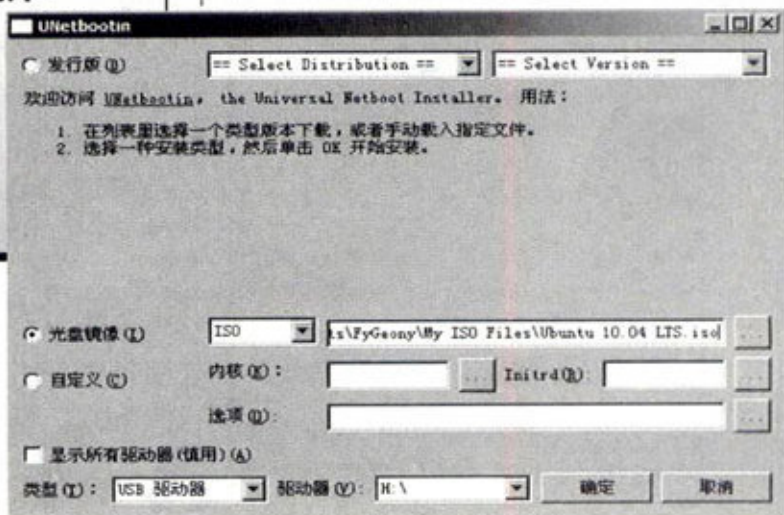 UNetbootin
发行版(D) == Select Distribution == == Select Version ==
欢迎访问 UNetbootin, the Universal Netboot Installer。 用法：
1. 在列表里选择一个类型版本下载，或者手动载入指定文件。
2. 选择一种安装类型，然后单击 OK 开始安装。
光盘镜像(I) ISO ts\FyGeony\My ISO Files\Ubuntu 10.04 LTS.iso ...
自定义(C) 内核(K)： ... Initrd(R): ...
选项(O): ...
显示所有驱动器(慎用)(A)
类型(T)： USB 驱动器 驱动器(V): H:\ 确定 取消